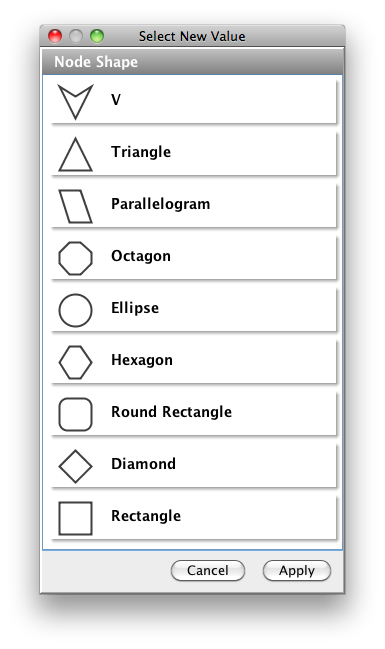 Select New Value
Node Shape
V
Triangle
Parallelogram
Octagon
Ellipse
Hexagon
Round Rectangle
Diamond
Rectangle
Cancel Apply